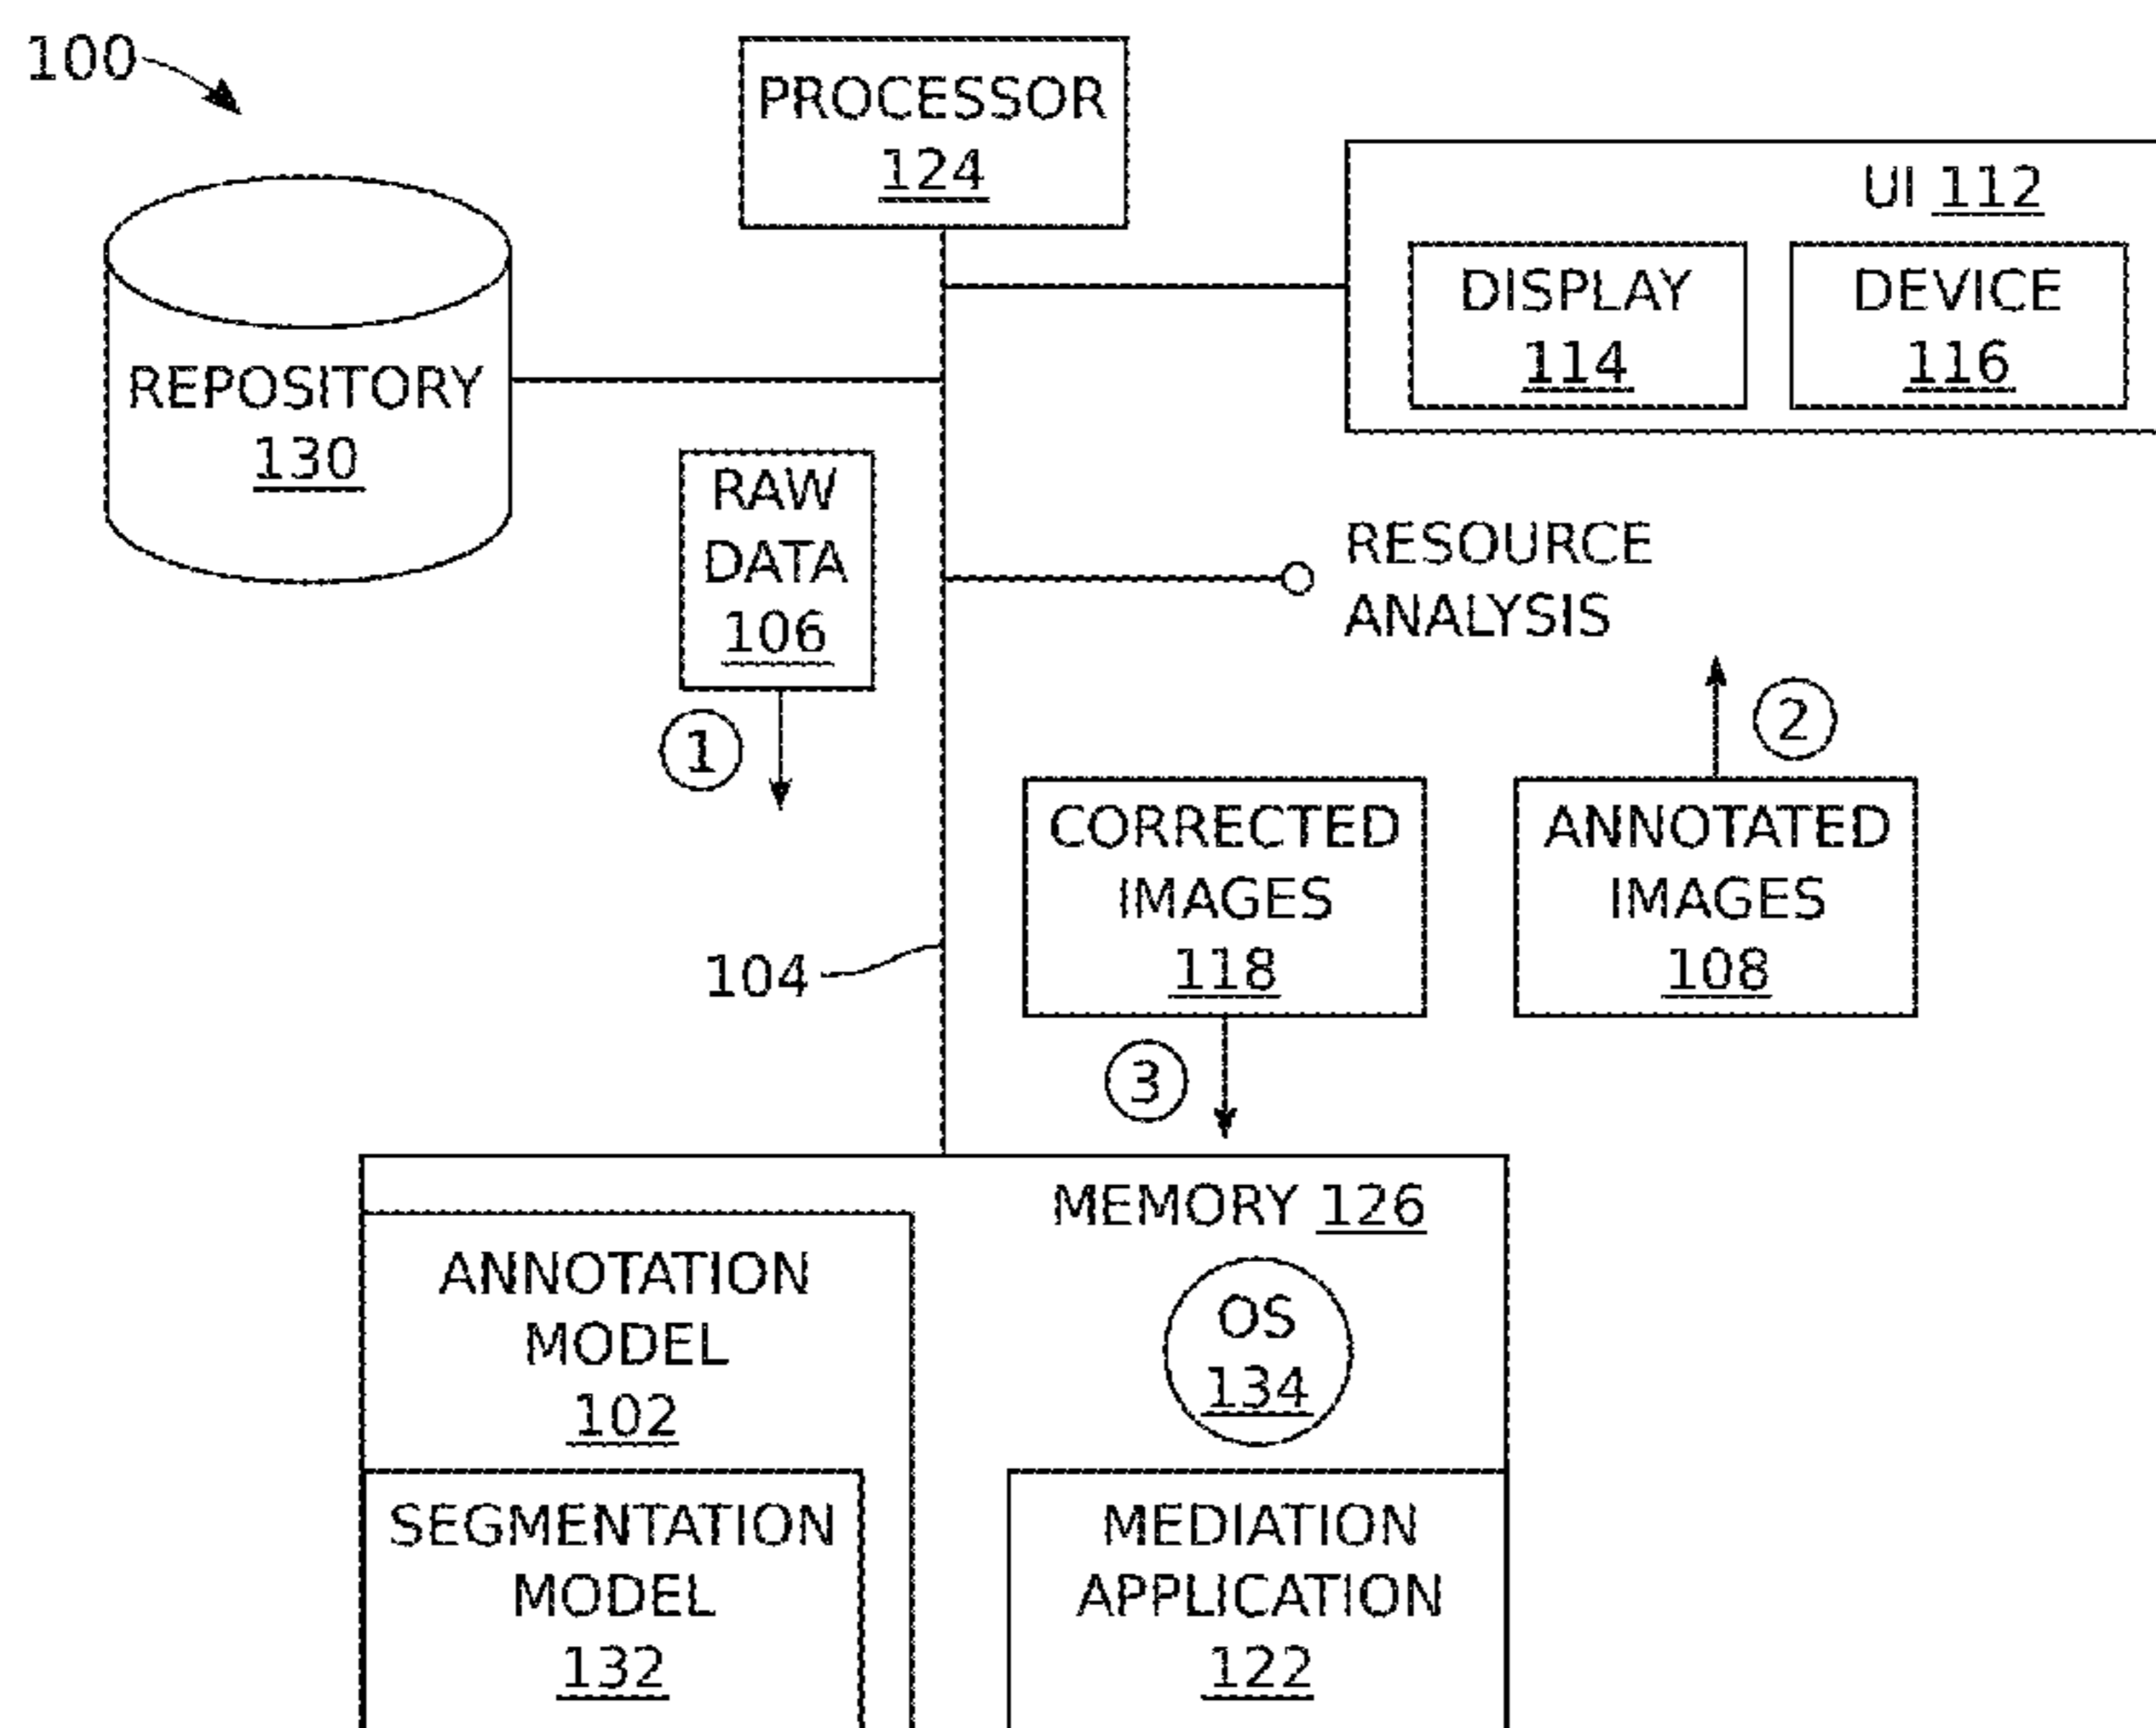 100
PROCESSOR
124
UI 112
DISPLAY
114
DEVICE
116
REPOSITORY
130
RAW
DATA
106
RESOURCE
ANALYSIS
1
2
CORRECTED
IMAGES
118
ANNOTATED
IMAGES
108
104
3
MEMORY 126
ANNOTATION
MODEL
102
OS
134
SEGMENTATION
MODEL
132
MEDIATION
APPLICATION
122